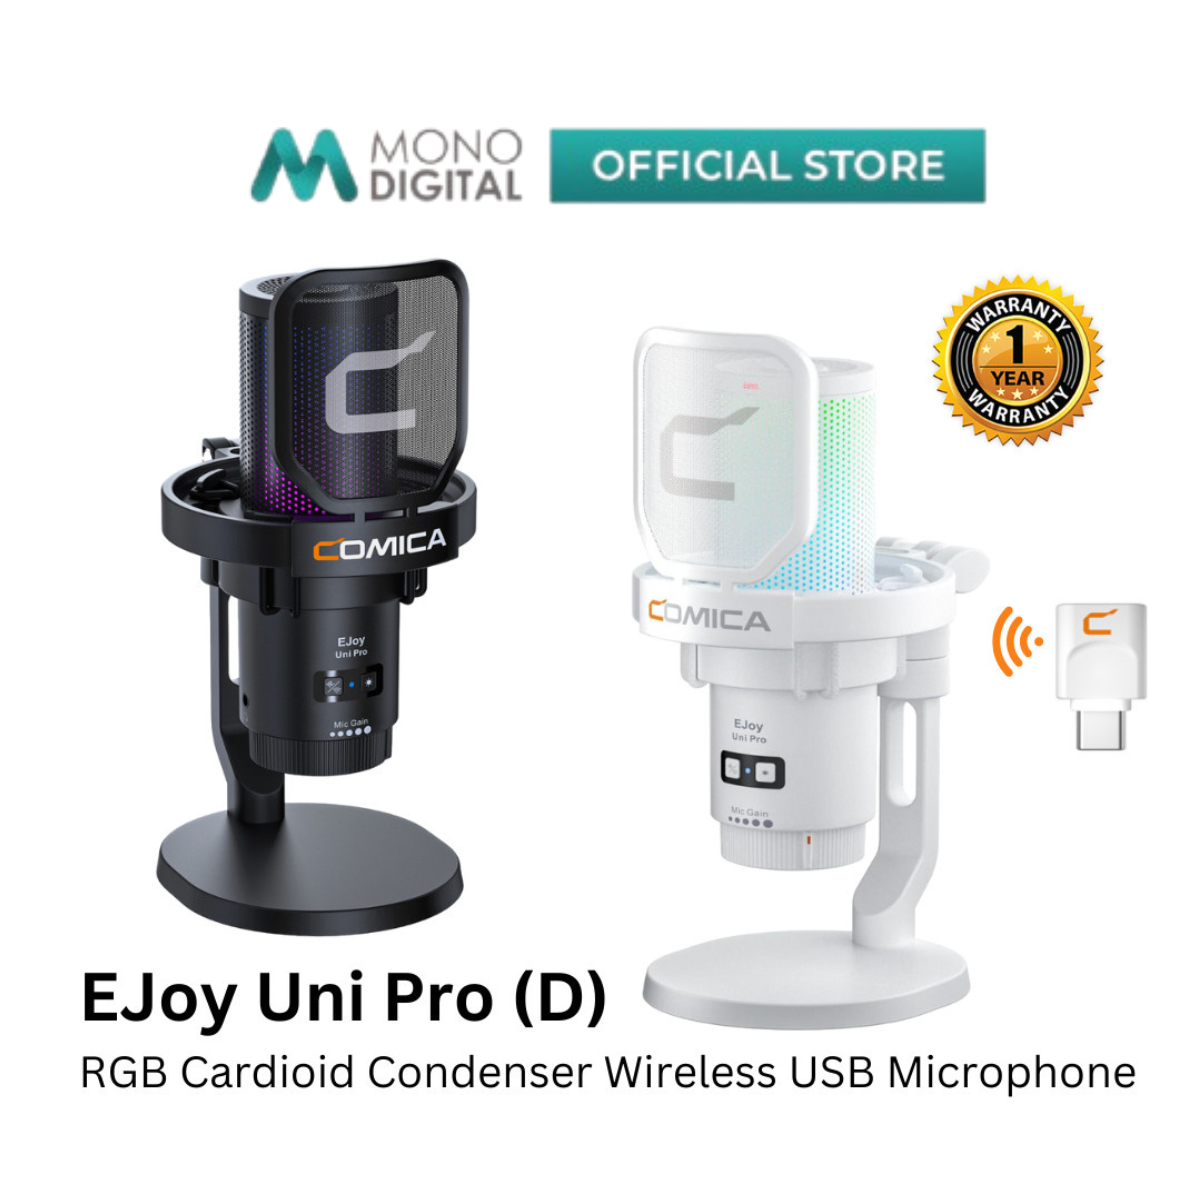 MONO
DIGITAL
OFFICIAL STORE
WARRANTY
1
YEAR
WARRANTY
COMICA
EJoy
Uni Pro
Mic Gain
COMICA
EJoy
Uni Pro
Mic Gain
EJoy Uni Pro (D)
RGB Cardioid Condenser Wireless USB Microphone